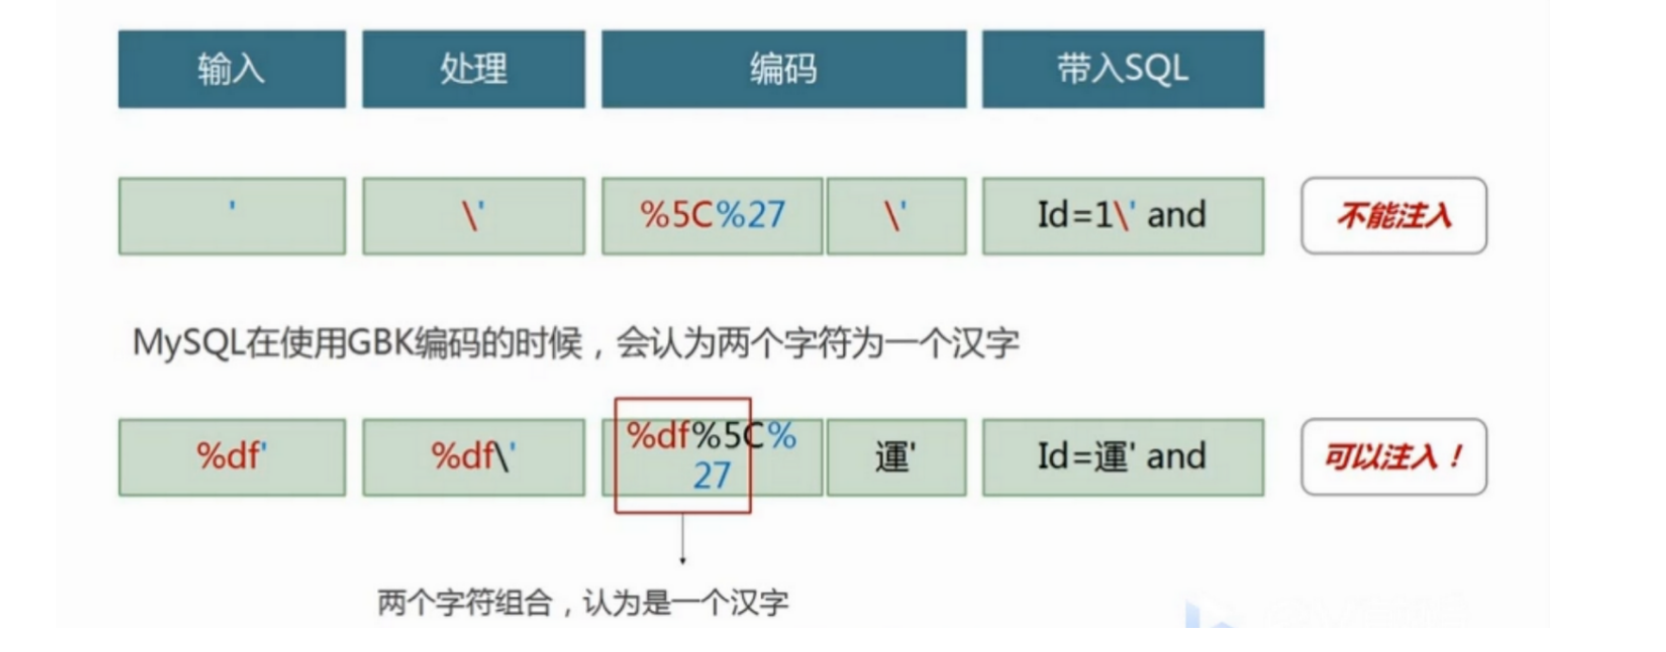 输入 处理 编码 带入SQL
' \' %5C%27 \' Id=1\' and 不能注入
MySQL在使用GBK编码的时候，会认为两个字符为一个汉字
%df' %df\' %df%5C%27 運' Id=運' and 可以注入！
两个字符组合，认为是一个汉字